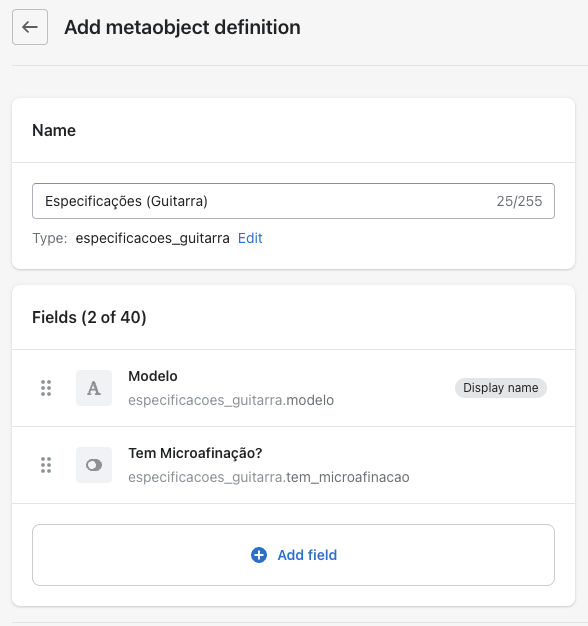 Add metaobject definition
Name
Especificações (Guitarra) 25/255
Type: especificacoes_guitarra Edit
Fields (2 of 40)
A Modelo
especificacoes_guitarra.modelo
Display name
Tem Microafinação?
especificacoes_guitarra.tem_microafinacao
Add field